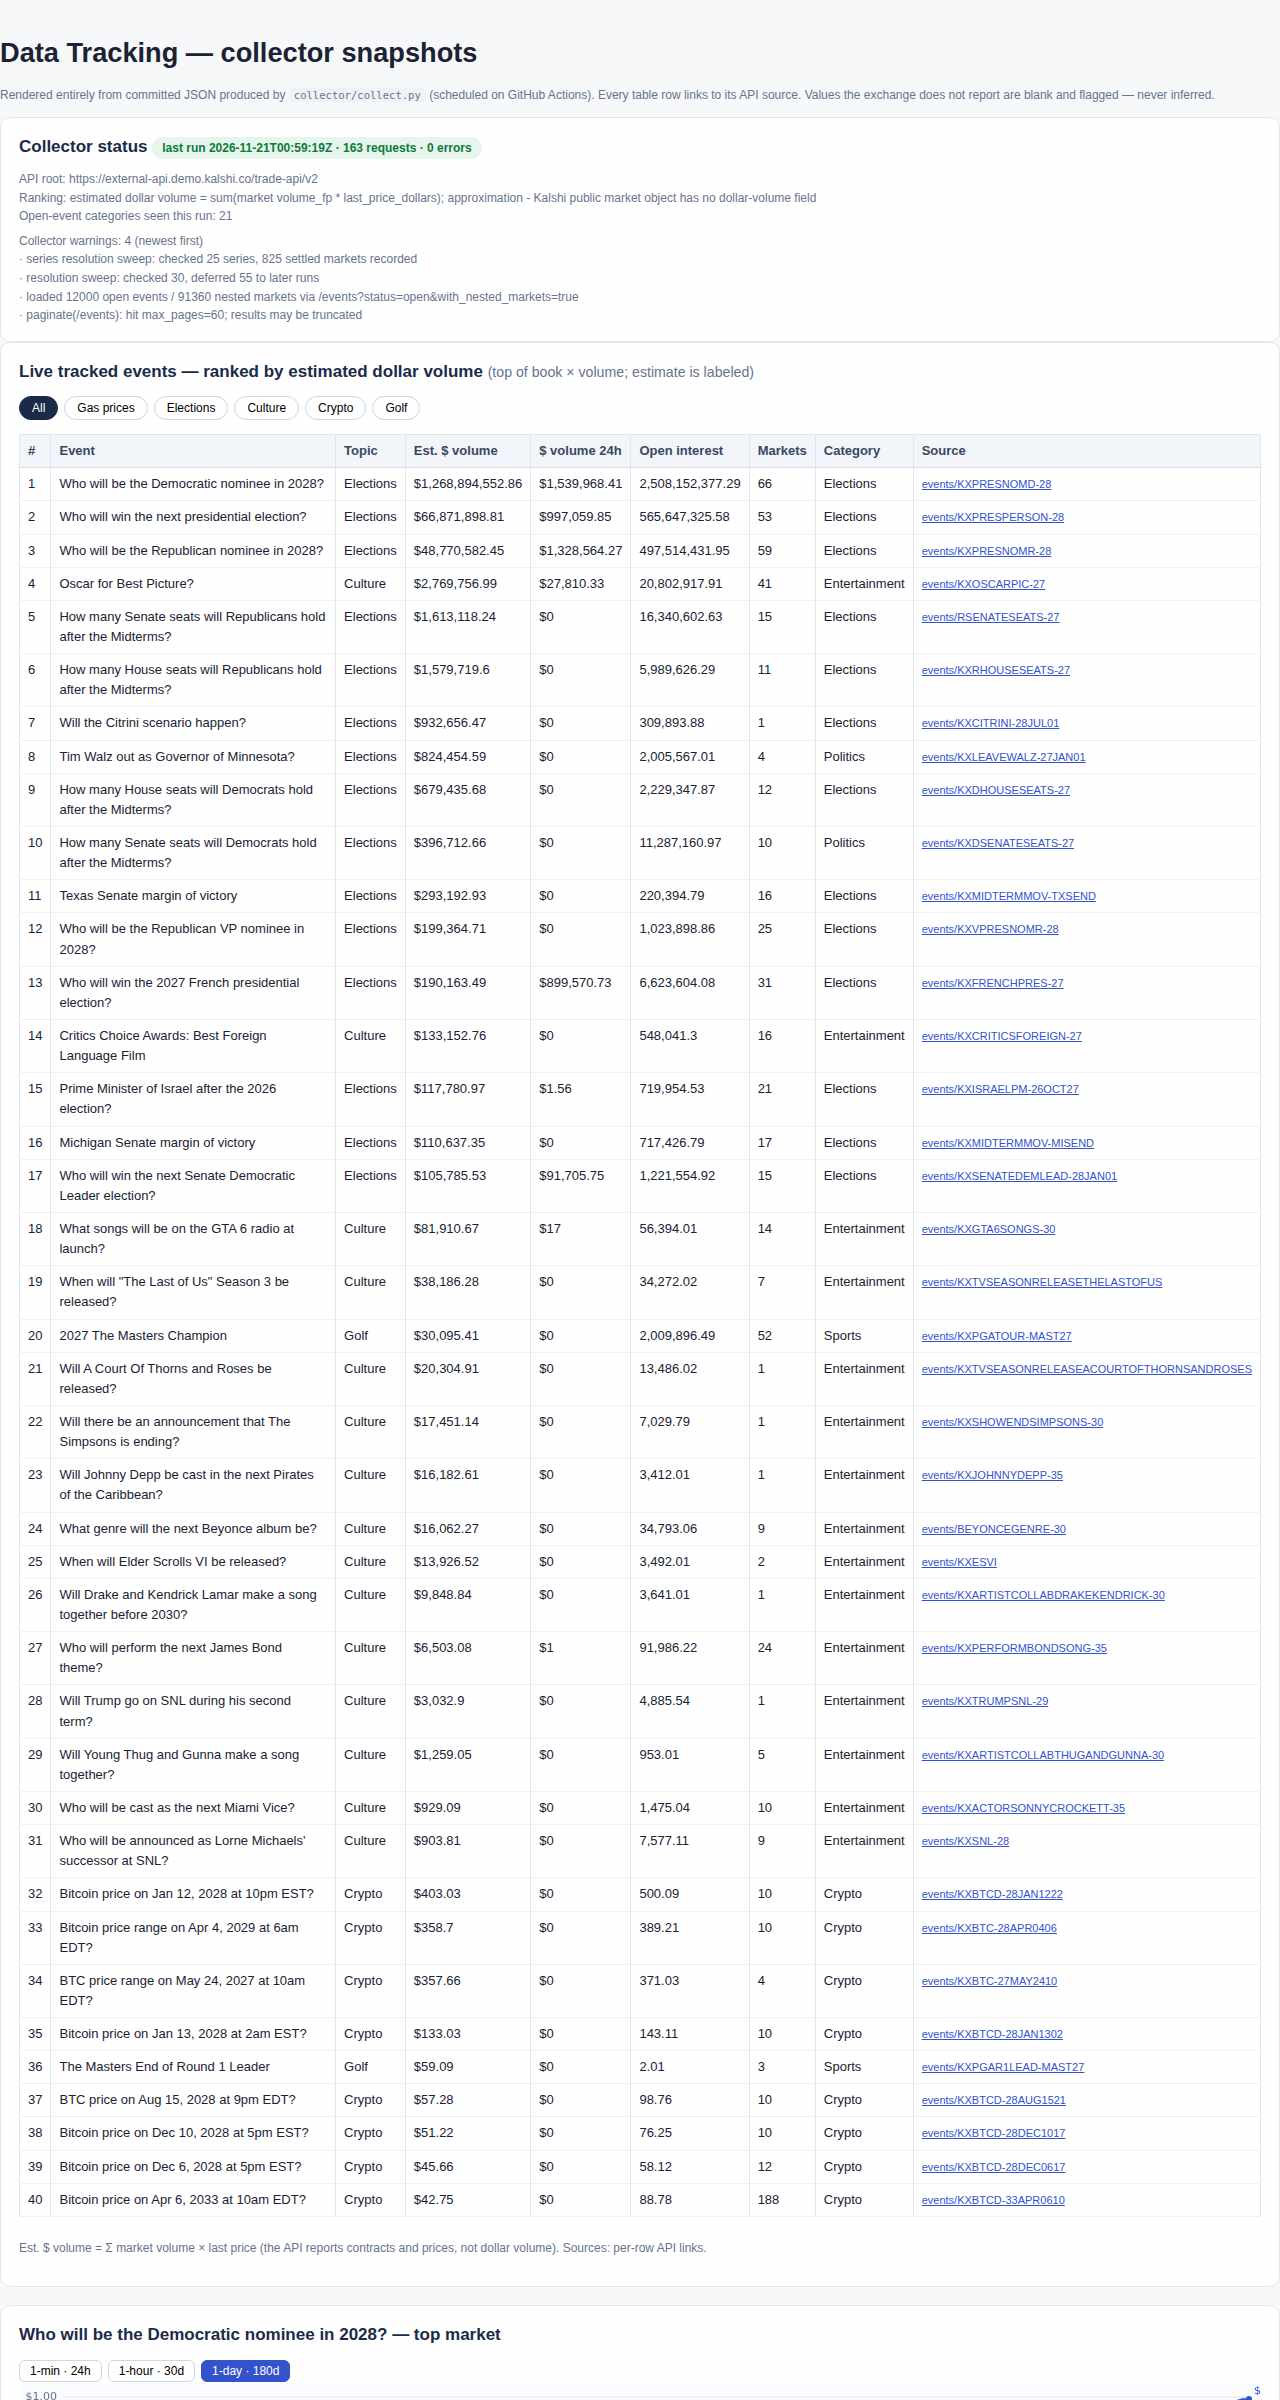 Data Tracking — collector snapshots
Rendered entirely from committed JSON produced by collector/collect.py (scheduled on GitHub Actions). Every table row links to its API source. Values the exchange does not report are blank and flagged — never inferred.
Collector status last run 2026-11-21T00:59:19Z · 163 requests · 0 errors
API root: https://external-api.demo.kalshi.co/trade-api/v2
Ranking: estimated dollar volume = sum(market volume_fp * last_price_dollars); approximation - Kalshi public market object has no dollar-volume field
Open-event categories seen this run: 21
Collector warnings: 4 (newest first)
· series resolution sweep: checked 25 series, 825 settled markets recorded
· resolution sweep: checked 30, deferred 55 to later runs
· loaded 12000 open events / 91360 nested markets via /events?status=open&with_nested_markets=true
· paginate(/events): hit max_pages=60; results may be truncated
Live tracked events — ranked by estimated dollar volume (top of book × volume; estimate is labeled)
All Gas prices Elections Culture Crypto Golf
# Event Topic Est. $ volume $ volume 24h Open interest Markets Category Source
1 Who will be the Democratic nominee in 2028? Elections $1,268,894,552.86 $1,539,968.41 2,508,152,377.29 66 Elections events/KXPRESNOMD-28
2 Who will win the next presidential election? Elections $66,871,898.81 $997,059.85 565,647,325.58 53 Elections events/KXPRESPERSON-28
3 Who will be the Republican nominee in 2028? Elections $48,770,582.45 $1,328,564.27 497,514,431.95 59 Elections events/KXPRESNOMR-28
4 Oscar for Best Picture? Culture $2,769,756.99 $27,810.33 20,802,917.91 41 Entertainment events/KXOSCARPIC-27
5 How many Senate seats will Republicans hold Elections $1,613,118.24 $0 16,340,602.63 15 Elections events/RSENATESEATS-27
after the Midterms?
6 How many House seats will Republicans hold Elections $1,579,719.6 $0 5,989,626.29 11 Elections events/KXRHOUSESEATS-27
after the Midterms?
7 Will the Citrini scenario happen? Elections $932,656.47 $0 309,893.88 1 Elections events/KXCITRINI-28JUL01
8 Tim Walz out as Governor of Minnesota? Elections $824,454.59 $0 2,005,567.01 4 Politics events/KXLEAVEWALZ-27JAN01
9 How many House seats will Democrats hold Elections $679,435.68 $0 2,229,347.87 12 Elections events/KXDHOUSESEATS-27
after the Midterms?
10 How many Senate seats will Democrats hold Elections $396,712.66 $0 11,287,160.97 10 Politics events/KXDSENATESEATS-27
after the Midterms?
11 Texas Senate margin of victory Elections $293,192.93 $0 220,394.79 16 Elections events/KXMIDTERMMOV-TXSEND
12 Who will be the Republican VP nominee in Elections $199,364.71 $0 1,023,898.86 25 Elections events/KXVPRESNOMR-28
2028?
13 Who will win the 2027 French presidential Elections $190,163.49 $899,570.73 6,623,604.08 31 Elections events/KXFRENCHPRES-27
election?
14 Critics Choice Awards: Best Foreign Culture $133,152.76 $0 548,041.3 16 Entertainment events/KXCRITICSFOREIGN-27
Language Film
15 Prime Minister of Israel after the 2026 Elections $117,780.97 $1.56 719,954.53 21 Elections events/KXISRAELPM-26OCT27
election?
16 Michigan Senate margin of victory Elections $110,637.35 $0 717,426.79 17 Elections events/KXMIDTERMMOV-MISEND
17 Who will win the next Senate Democratic Elections $105,785.53 $91,705.75 1,221,554.92 15 Elections events/KXSENATEDEMLEAD-28JAN01
Leader election?
18 What songs will be on the GTA 6 radio at Culture $81,910.67 $17 56,394.01 14 Entertainment events/KXGTA6SONGS-30
launch?
19 When will "The Last of Us" Season 3 be Culture $38,186.28 $0 34,272.02 7 Entertainment events/KXTVSEASONRELEASETHELASTOFUS
released?
20 2027 The Masters Champion Golf $30,095.41 $0 2,009,896.49 52 Sports events/KXPGATOUR-MAST27
21 Will A Court Of Thorns and Roses be Culture $20,304.91 $0 13,486.02 1 Entertainment events/KXTVSEASONRELEASEACOURTOFTHORNSANDROSES
released?
22 Will there be an announcement that The Culture $17,451.14 $0 7,029.79 1 Entertainment events/KXSHOWENDSIMPSONS-30
Simpsons is ending?
23 Will Johnny Depp be cast in the next Pirates Culture $16,182.61 $0 3,412.01 1 Entertainment events/KXJOHNNYDEPP-35
of the Caribbean?
24 What genre will the next Beyonce album be? Culture $16,062.27 $0 34,793.06 9 Entertainment events/BEYONCEGENRE-30
25 When will Elder Scrolls VI be released? Culture $13,926.52 $0 3,492.01 2 Entertainment events/KXESVI
26 Will Drake and Kendrick Lamar make a song Culture $9,848.84 $0 3,641.01 1 Entertainment events/KXARTISTCOLLABDRAKEKENDRICK-30
together before 2030?
27 Who will perform the next James Bond Culture $6,503.08 $1 91,986.22 24 Entertainment events/KXPERFORMBONDSONG-35
theme?
28 Will Trump go on SNL during his second Culture $3,032.9 $0 4,885.54 1 Entertainment events/KXTRUMPSNL-29
term?
29 Will Young Thug and Gunna make a song Culture $1,259.05 $0 953.01 5 Entertainment events/KXARTISTCOLLABTHUGANDGUNNA-30
together?
30 Who will be cast as the next Miami Vice? Culture $929.09 $0 1,475.04 10 Entertainment events/KXACTORSONNYCROCKETT-35
31 Who will be announced as Lorne Michaels' Culture $903.81 $0 7,577.11 9 Entertainment events/KXSNL-28
successor at SNL?
32 Bitcoin price on Jan 12, 2028 at 10pm EST? Crypto $403.03 $0 500.09 10 Crypto events/KXBTCD-28JAN1222
33 Bitcoin price range on Apr 4, 2029 at 6am Crypto $358.7 $0 389.21 10 Crypto events/KXBTC-28APR0406
EDT?
34 BTC price range on May 24, 2027 at 10am Crypto $357.66 $0 371.03 4 Crypto events/KXBTC-27MAY2410
EDT?
35 Bitcoin price on Jan 13, 2028 at 2am EST? Crypto $133.03 $0 143.11 10 Crypto events/KXBTCD-28JAN1302
36 The Masters End of Round 1 Leader Golf $59.09 $0 2.01 3 Sports events/KXPGAR1LEAD-MAST27
37 BTC price on Aug 15, 2028 at 9pm EDT? Crypto $57.28 $0 98.76 10 Crypto events/KXBTCD-28AUG1521
38 Bitcoin price on Dec 10, 2028 at 5pm EST? Crypto $51.22 $0 76.25 10 Crypto events/KXBTCD-28DEC1017
39 Bitcoin price on Dec 6, 2028 at 5pm EST? Crypto $45.66 $0 58.12 12 Crypto events/KXBTCD-28DEC0617
40 Bitcoin price on Apr 6, 2033 at 10am EDT? Crypto $42.75 $0 88.78 188 Crypto events/KXBTCD-33APR0610
Est. $ volume = Σ market volume × last price (the API reports contracts and prices, not dollar volume). Sources: per-row API links.
Who will be the Democratic nominee in 2028? — top market
1-min · 24h 1-hour · 30d 1-day · 180d
$1.00 $